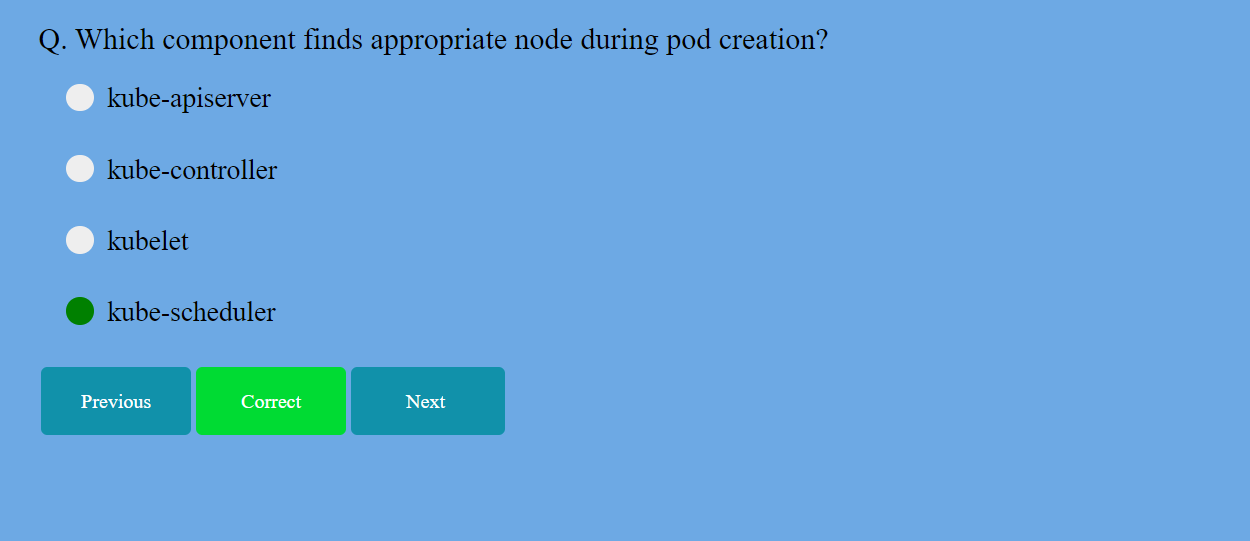 Q. Which component finds appropriate node during pod creation?
kube-apiserver
kube-controller
kubelet
kube-scheduler
Previous Correct Next